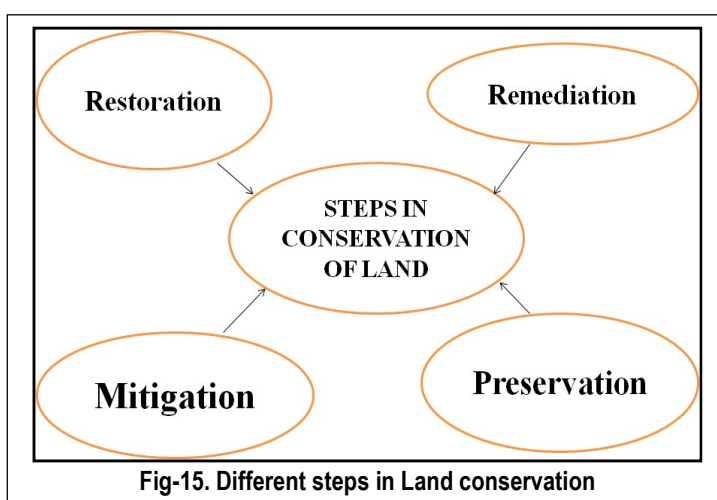 Restoration
Remediation
STEPS IN
CONSERVATION
OF LAND
Mitigation
Preservation
Fig-15. Different steps in Land conservation